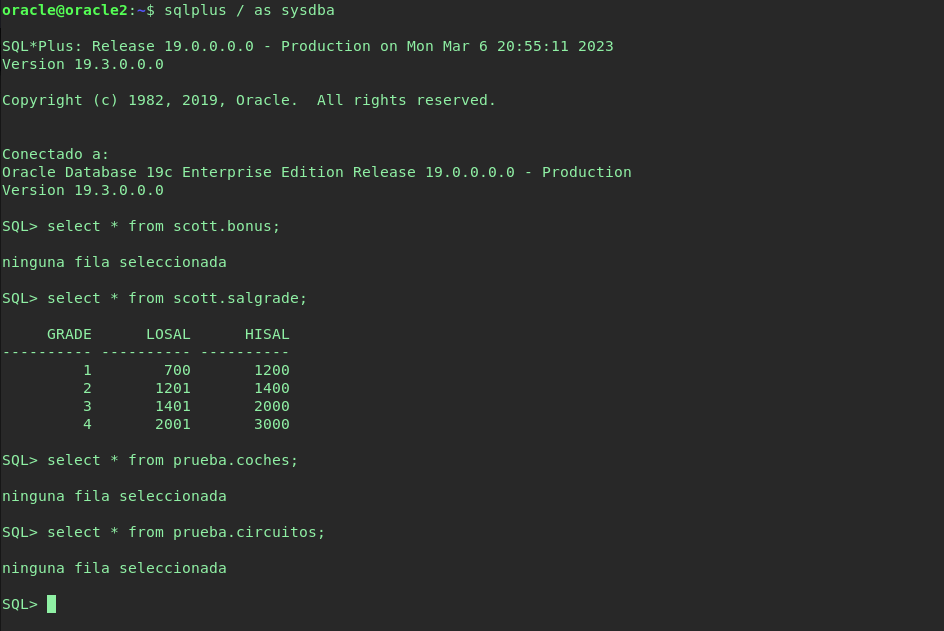 oracle@oracle2:~$ sqlplus / as sysdba
SQL*Plus: Release 19.0.0.0.0 - Production on Mon Mar 6 20:55:11 2023
Version 19.3.0.0.0
Copyright (c) 1982, 2019, Oracle.  All rights reserved.
Conectado a:
Oracle Database 19c Enterprise Edition Release 19.0.0.0.0 - Production
Version 19.3.0.0.0
SQL> select * from scott.bonus;
ninguna fila seleccionada
SQL> select * from scott.salgrade;
     GRADE      LOSAL      HISAL
---------- ---------- ----------
         1        700       1200
         2       1201       1400
         3       1401       2000
         4       2001       3000
SQL> select * from prueba.coches;
ninguna fila seleccionada
SQL> select * from prueba.circuitos;
ninguna fila seleccionada
SQL>